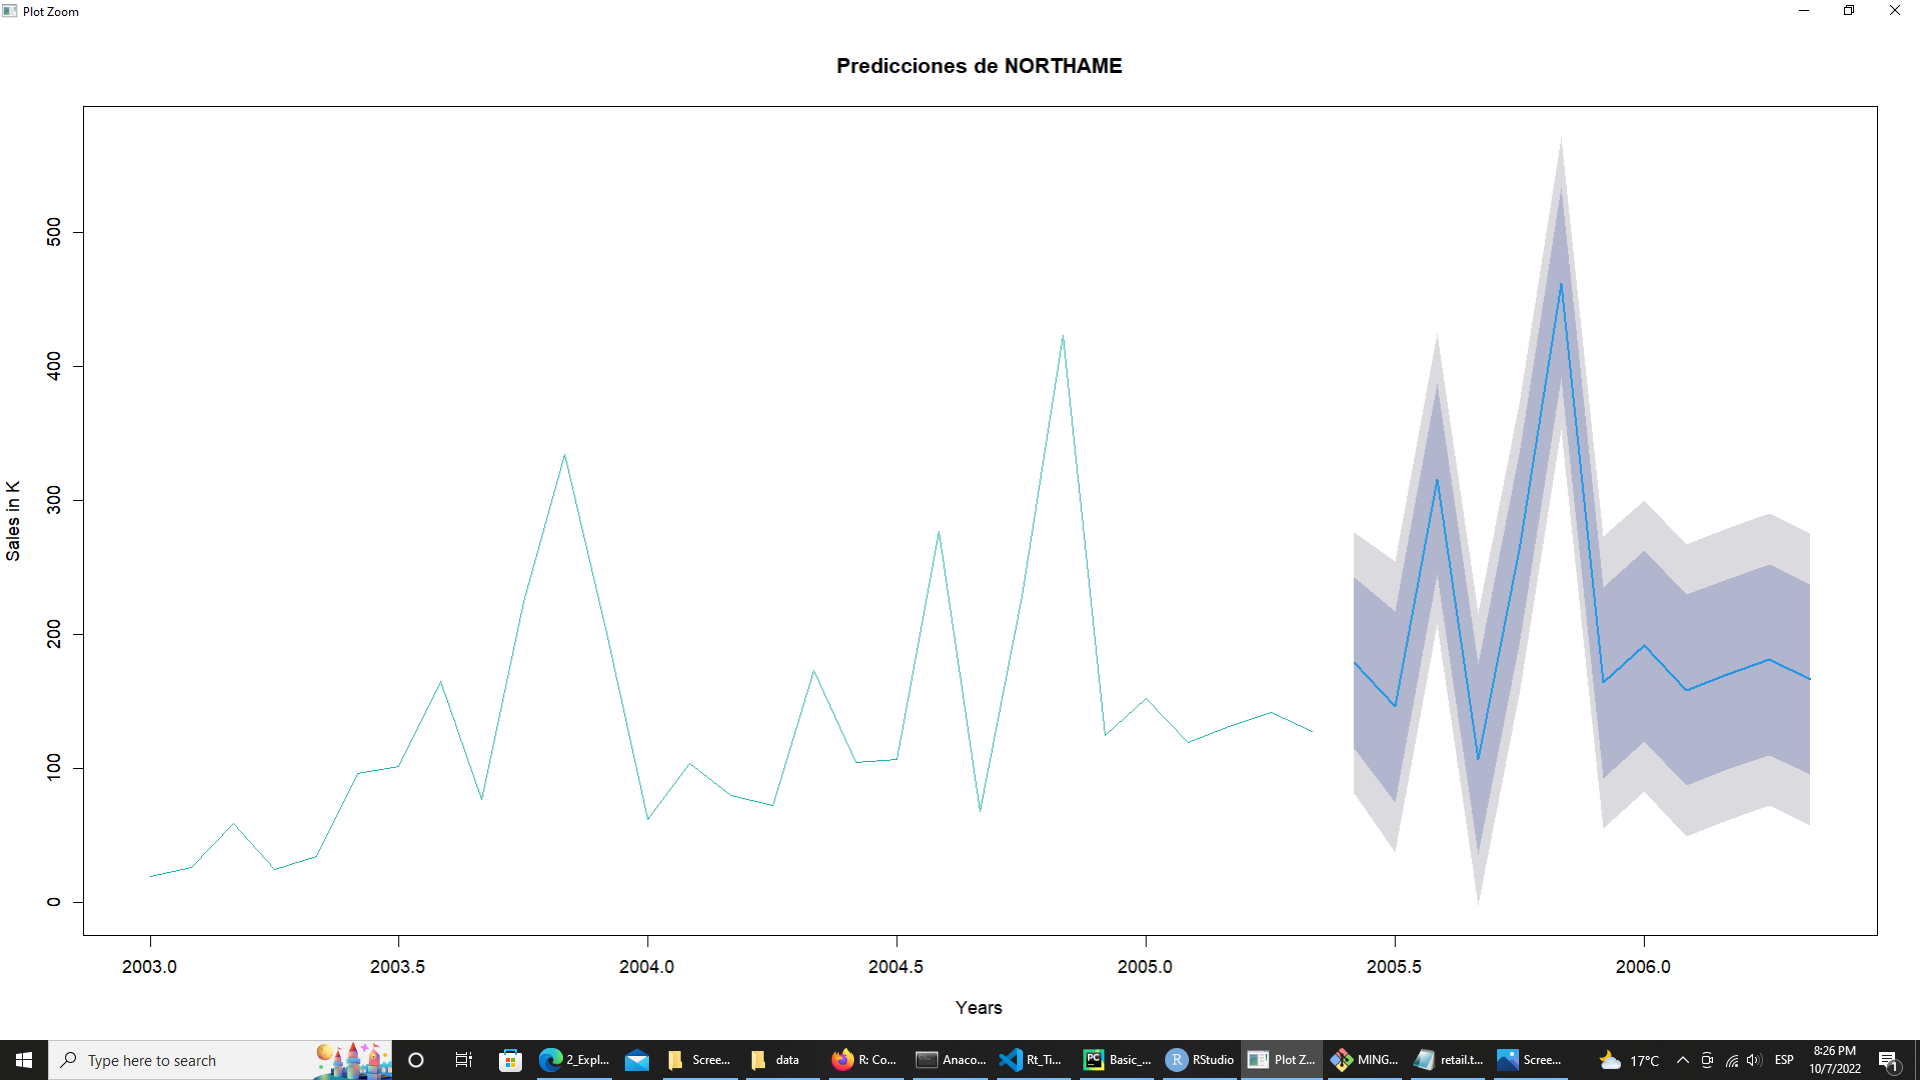 Plot Zoom
Predicciones de NORTHAME
Sales in K
500
400
300
200
100
0
2003.0 2003.5 2004.0 2004.5 2005.0 2005.5 2006.0
Years
Type here to search 2_Expl... Scree... data R: Co... Anaco... Rt_Ti... Basic_... RStudio Plot Z... MING... retail.t... Scree... 17°C ESP 8:26 PM
10/7/2022 1